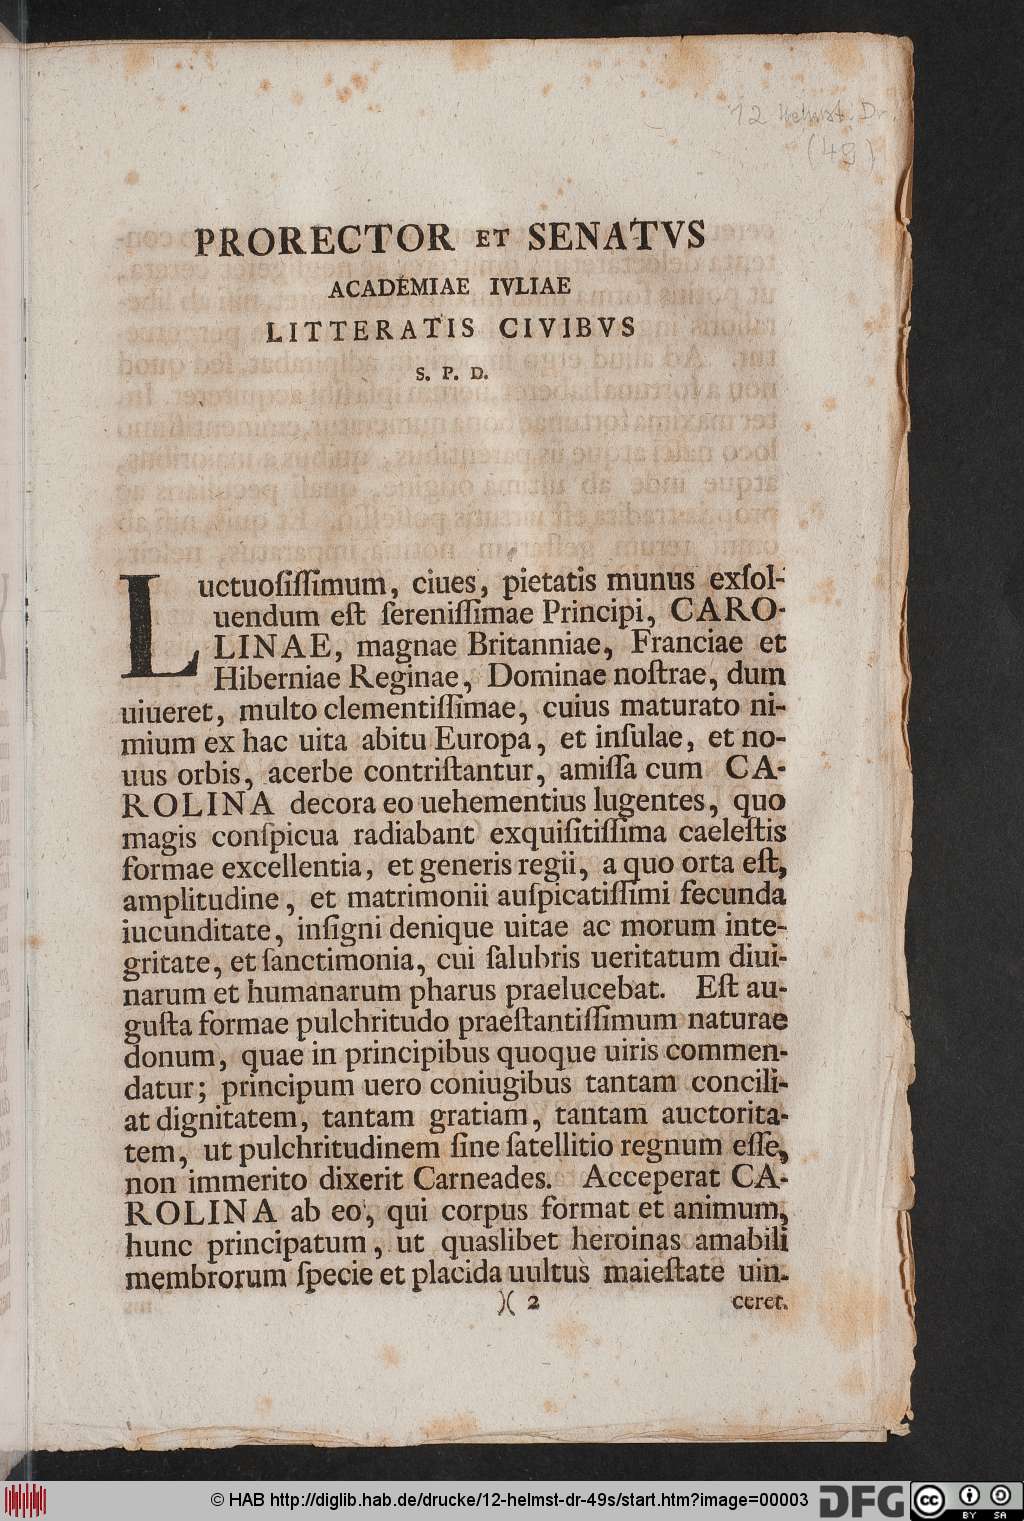 12 Helmst. Dr.
(48)
PRORECTOR ET SENATVS
ACADEMIAE IVLIAE
LITTERATIS CIVIBVS
S. P. D.
Luctuoſiſſimum, ciues, pietatis munus exſol-
uendum eſt ſereniſſimae Principi, CARO-
LINAE, magnae Britanniae, Franciae et
Hiberniae Reginae, Dominae noſtrae, dum
uiueret, multo clementiſſimae, cuius maturato ni-
mium ex hac uita abitu Europa, et inſulae, et no-
uus orbis, acerbe contriſtantur, amiſſa cum CA-
ROLINA decora eo uehementius lugentes, quo
magis conſpicua radiabant exquiſitiſſima caeleſtis
formae excellentia, et generis regii, a quo orta eſt,
amplitudine, et matrimonii auſpicatiſſimi fecunda
iucunditate, inſigni denique uitae ac morum inte-
gritate, et ſanctimonia, cui ſalubris ueritatum diui-
narum et humanarum pharus praelucebat. Eſt au-
guſta formae pulchritudo praeſtantiſſimum naturae
donum, quae in principibus quoque uiris commen-
datur; principum uero coniugibus tantam concili-
at dignitatem, tantam gratiam, tantam auctorita-
tem, ut pulchritudinem ſine ſatellitio regnum eſſe,
non immerito dixerit Carneades. Acceperat CA-
ROLINA ab eo, qui corpus format et animum,
hunc principatum, ut quaslibet heroinas amabili
membrorum ſpecie et placida uultus maieſtate uin-
)( 2 ceret.
© HAB http://diglib.hab.de/drucke/12-helmst-dr-49s/start.htm?image=00003 DFG cc BY SA